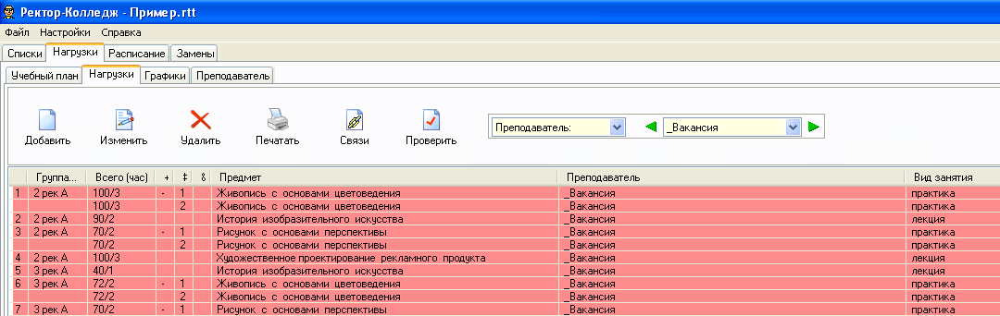 Ректор-Колледж - Пример.rtt
Файл Настройки Справка
Списки Нагрузки Расписание Замены
Учебный план Нагрузки Графики Преподаватель
Добавить Изменить Удалить Печатать Связи Проверить Преподаватель: _Вакансия
Группа... Всего (час) + ‡ & Предмет Преподаватель Вид занятия
1 2 рек А 100/3 - 1 Живопись с основами цветоведения _Вакансия практика
100/3 2 Живопись с основами цветоведения _Вакансия практика
2 2 рек А 90/2 История изобразительного искусства _Вакансия лекция
3 2 рек А 70/2 - 1 Рисунок с основами перспективы _Вакансия практика
70/2 2 Рисунок с основами перспективы _Вакансия практика
4 2 рек А 100/3 Художественное проектирование рекламного продукта _Вакансия лекция
5 3 рек А 40/1 История изобразительного искусства _Вакансия лекция
6 3 рек А 72/2 - 1 Живопись с основами цветоведения _Вакансия практика
72/2 2 Живопись с основами цветоведения _Вакансия практика
7 3 рек А 70/2 - 1 Рисунок с основами перспективы _Вакансия практика